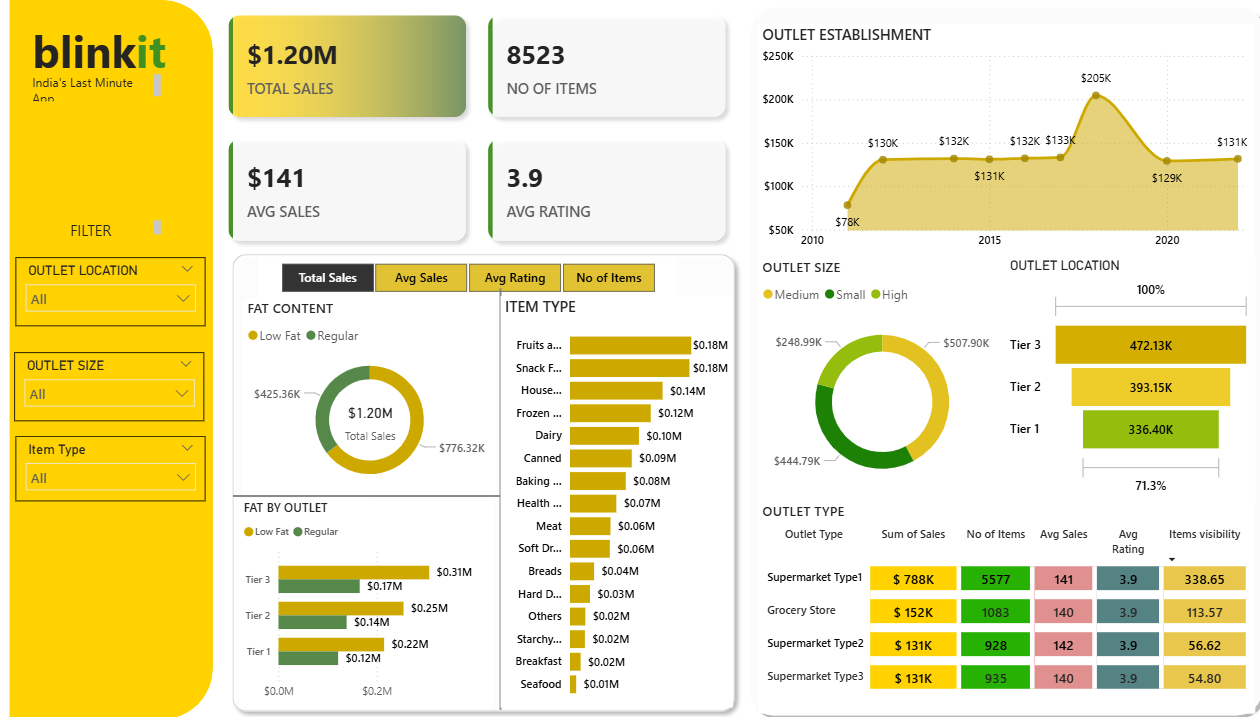 blinkit
India's Last Minute
App
FILTER
OUTLET LOCATION
All
OUTLET SIZE
All
Item Type
All
$1.20M
TOTAL SALES
8523
NO OF ITEMS
$141
AVG SALES
3.9
AVG RATING
Total Sales Avg Sales Avg Rating No of Items
FAT CONTENT
Low Fat Regular
$425.36K
$1.20M
Total Sales
$776.32K
FAT BY OUTLET
Low Fat Regular
Tier 3 $0.31M
$0.17M
Tier 2 $0.25M
$0.14M
Tier 1 $0.22M
$0.12M
$0.0M $0.2M
ITEM TYPE
Fruits a... $0.18M
Snack F... $0.18M
House... $0.14M
Frozen ... $0.12M
Dairy $0.10M
Canned $0.09M
Baking ... $0.08M
Health ... $0.07M
Meat $0.06M
Soft Dr... $0.06M
Breads $0.04M
Hard D... $0.03M
Others $0.02M
Starchy... $0.02M
Breakfast $0.02M
Seafood $0.01M
OUTLET ESTABLISHMENT
$250K
$200K
$150K
$100K
$50K
$78K
$130K
$132K
$131K
$132K
$133K
$205K
$129K
$131K
2010 2015 2020
OUTLET SIZE
Medium Small High
$248.99K
$507.90K
$444.79K
OUTLET LOCATION
100%
Tier 3 472.13K
Tier 2 393.15K
Tier 1 336.40K
71.3%
OUTLET TYPE
Outlet Type Sum of Sales No of Items Avg Sales Avg Rating Items visibility
Supermarket Type1 $ 788K 5577 141 3.9 338.65
Grocery Store $ 152K 1083 140 3.9 113.57
Supermarket Type2 $ 131K 928 142 3.9 56.62
Supermarket Type3 $ 131K 935 140 3.9 54.80